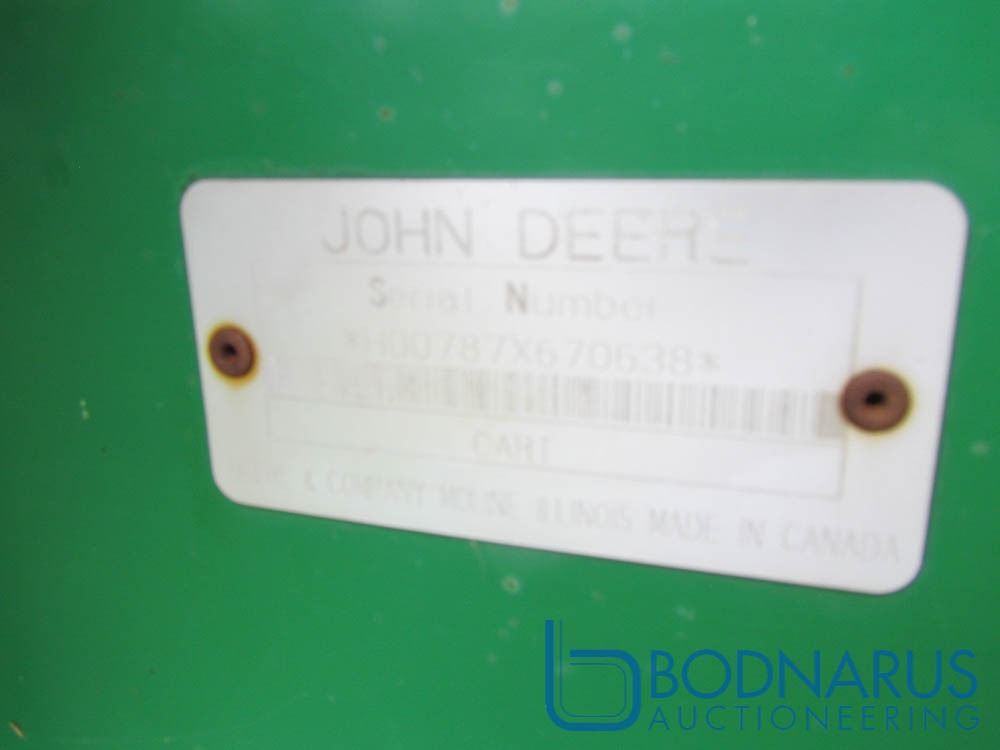 JOHN DEERE
Serial Number
*H00787X670638*
CART
& COMPANY MOLINE ILLINOIS MADE IN CANADA
BODNARUS
AUCTIONEERING